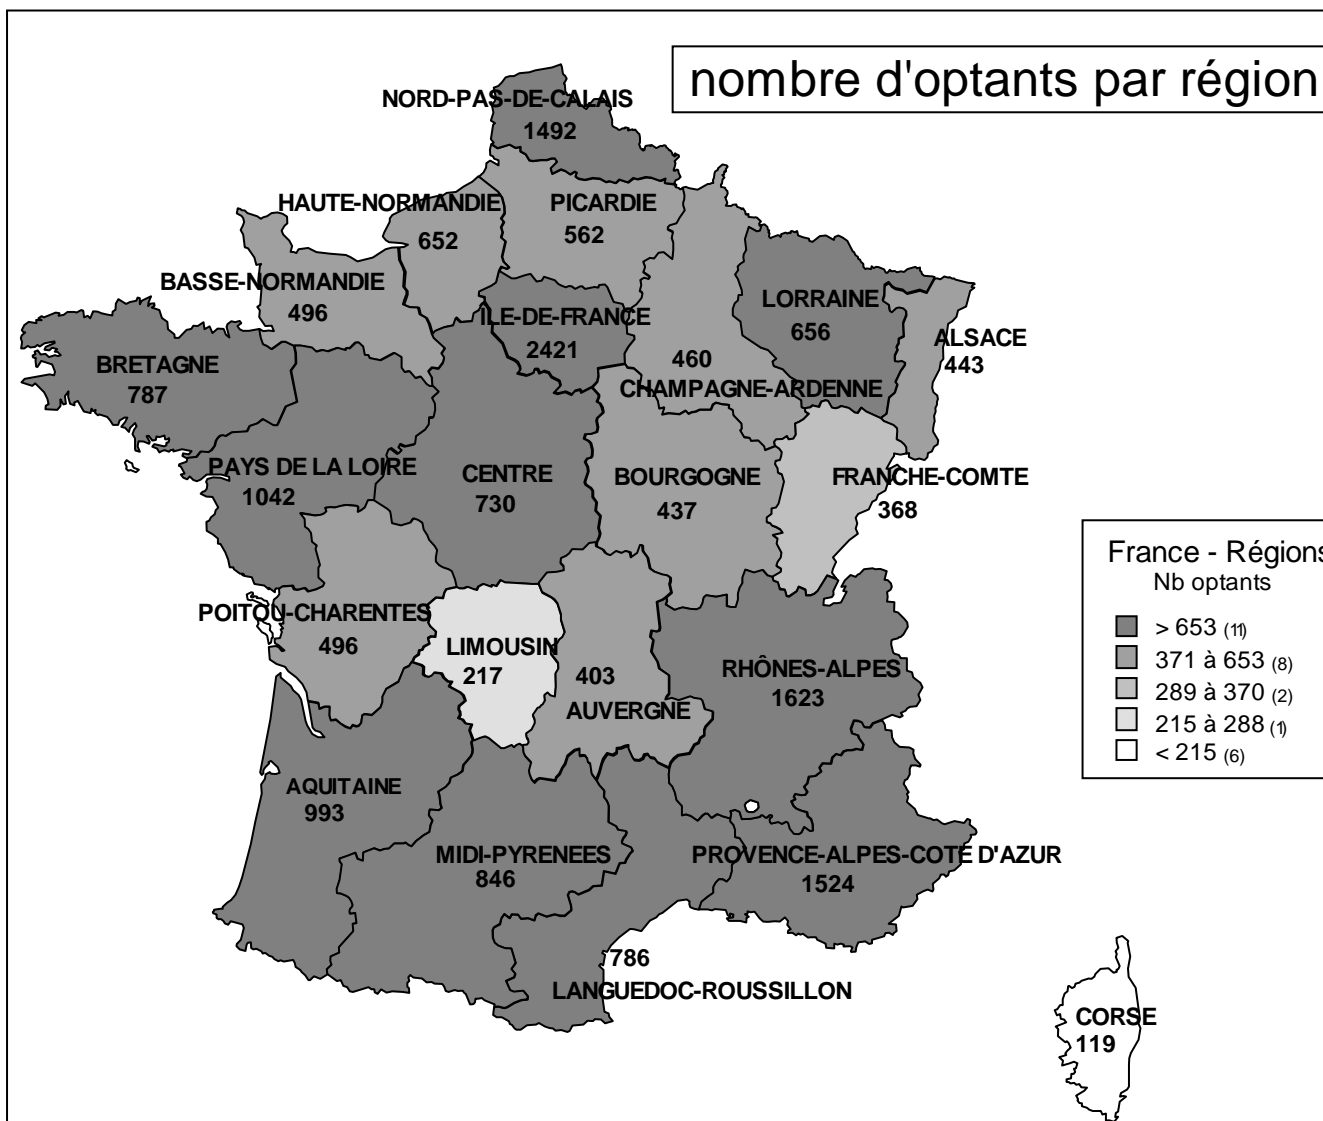 nombre d'optants par région
NORD-PAS-DE-CALAIS
1492
HAUTE-NORMANDIE
652
PICARDIE
562
BASSE-NORMANDIE
496
ÎLE-DE-FRANCE
2421
LORRAINE
656
ALSACE
443
BRETAGNE
787
460
CHAMPAGNE-ARDENNE
PAYS DE LA LOIRE
1042
CENTRE
730
BOURGOGNE
437
FRANCHE-COMTE
368
POITOU-CHARENTES
496
LIMOUSIN
217
403
AUVERGNE
RHÔNES-ALPES
1623
AQUITAINE
993
MIDI-PYRENEES
846
PROVENCE-ALPES-COTE D'AZUR
1524
786
LANGUEDOC-ROUSSILLON
CORSE
119
France - Régions
Nb optants
> 653 (11)
371 à 653 (8)
289 à 370 (2)
215 à 288 (1)
< 215 (6)